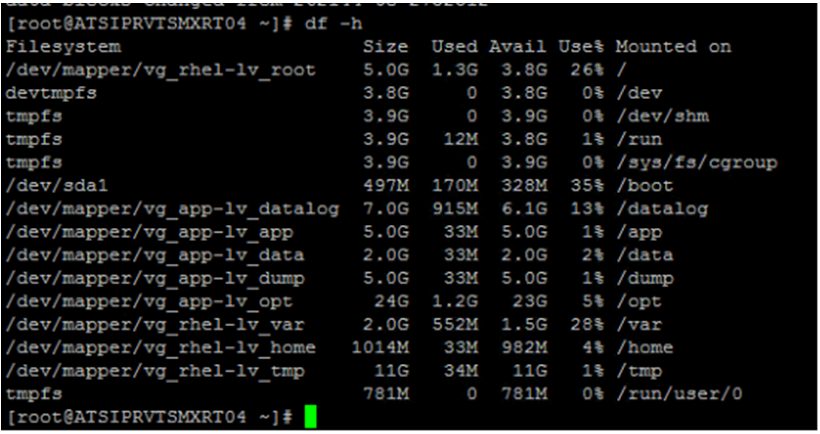 [root@ATSIPRVTSMXRT04 ~]# df -h
Filesystem Size Used Avail Use% Mounted on
/dev/mapper/vg_rhel-lv_root 5.0G 1.3G 3.8G 26% /
devtmpfs 3.8G 0 3.8G 0% /dev
tmpfs 3.9G 0 3.9G 0% /dev/shm
tmpfs 3.9G 12M 3.8G 1% /run
tmpfs 3.9G 0 3.9G 0% /sys/fs/cgroup
/dev/sda1 497M 170M 328M 35% /boot
/dev/mapper/vg_app-lv_datalog 7.0G 915M 6.1G 13% /datalog
/dev/mapper/vg_app-lv_app 5.0G 33M 5.0G 1% /app
/dev/mapper/vg_app-lv_data 2.0G 33M 2.0G 2% /data
/dev/mapper/vg_app-lv_dump 5.0G 33M 5.0G 1% /dump
/dev/mapper/vg_app-lv_opt 24G 1.2G 23G 5% /opt
/dev/mapper/vg_rhel-lv_var 2.0G 552M 1.5G 28% /var
/dev/mapper/vg_rhel-lv_home 1014M 33M 982M 4% /home
/dev/mapper/vg_rhel-lv_tmp 11G 34M 11G 1% /tmp
tmpfs 781M 0 781M 0% /run/user/0
[root@ATSIPRVTSMXRT04 ~]#